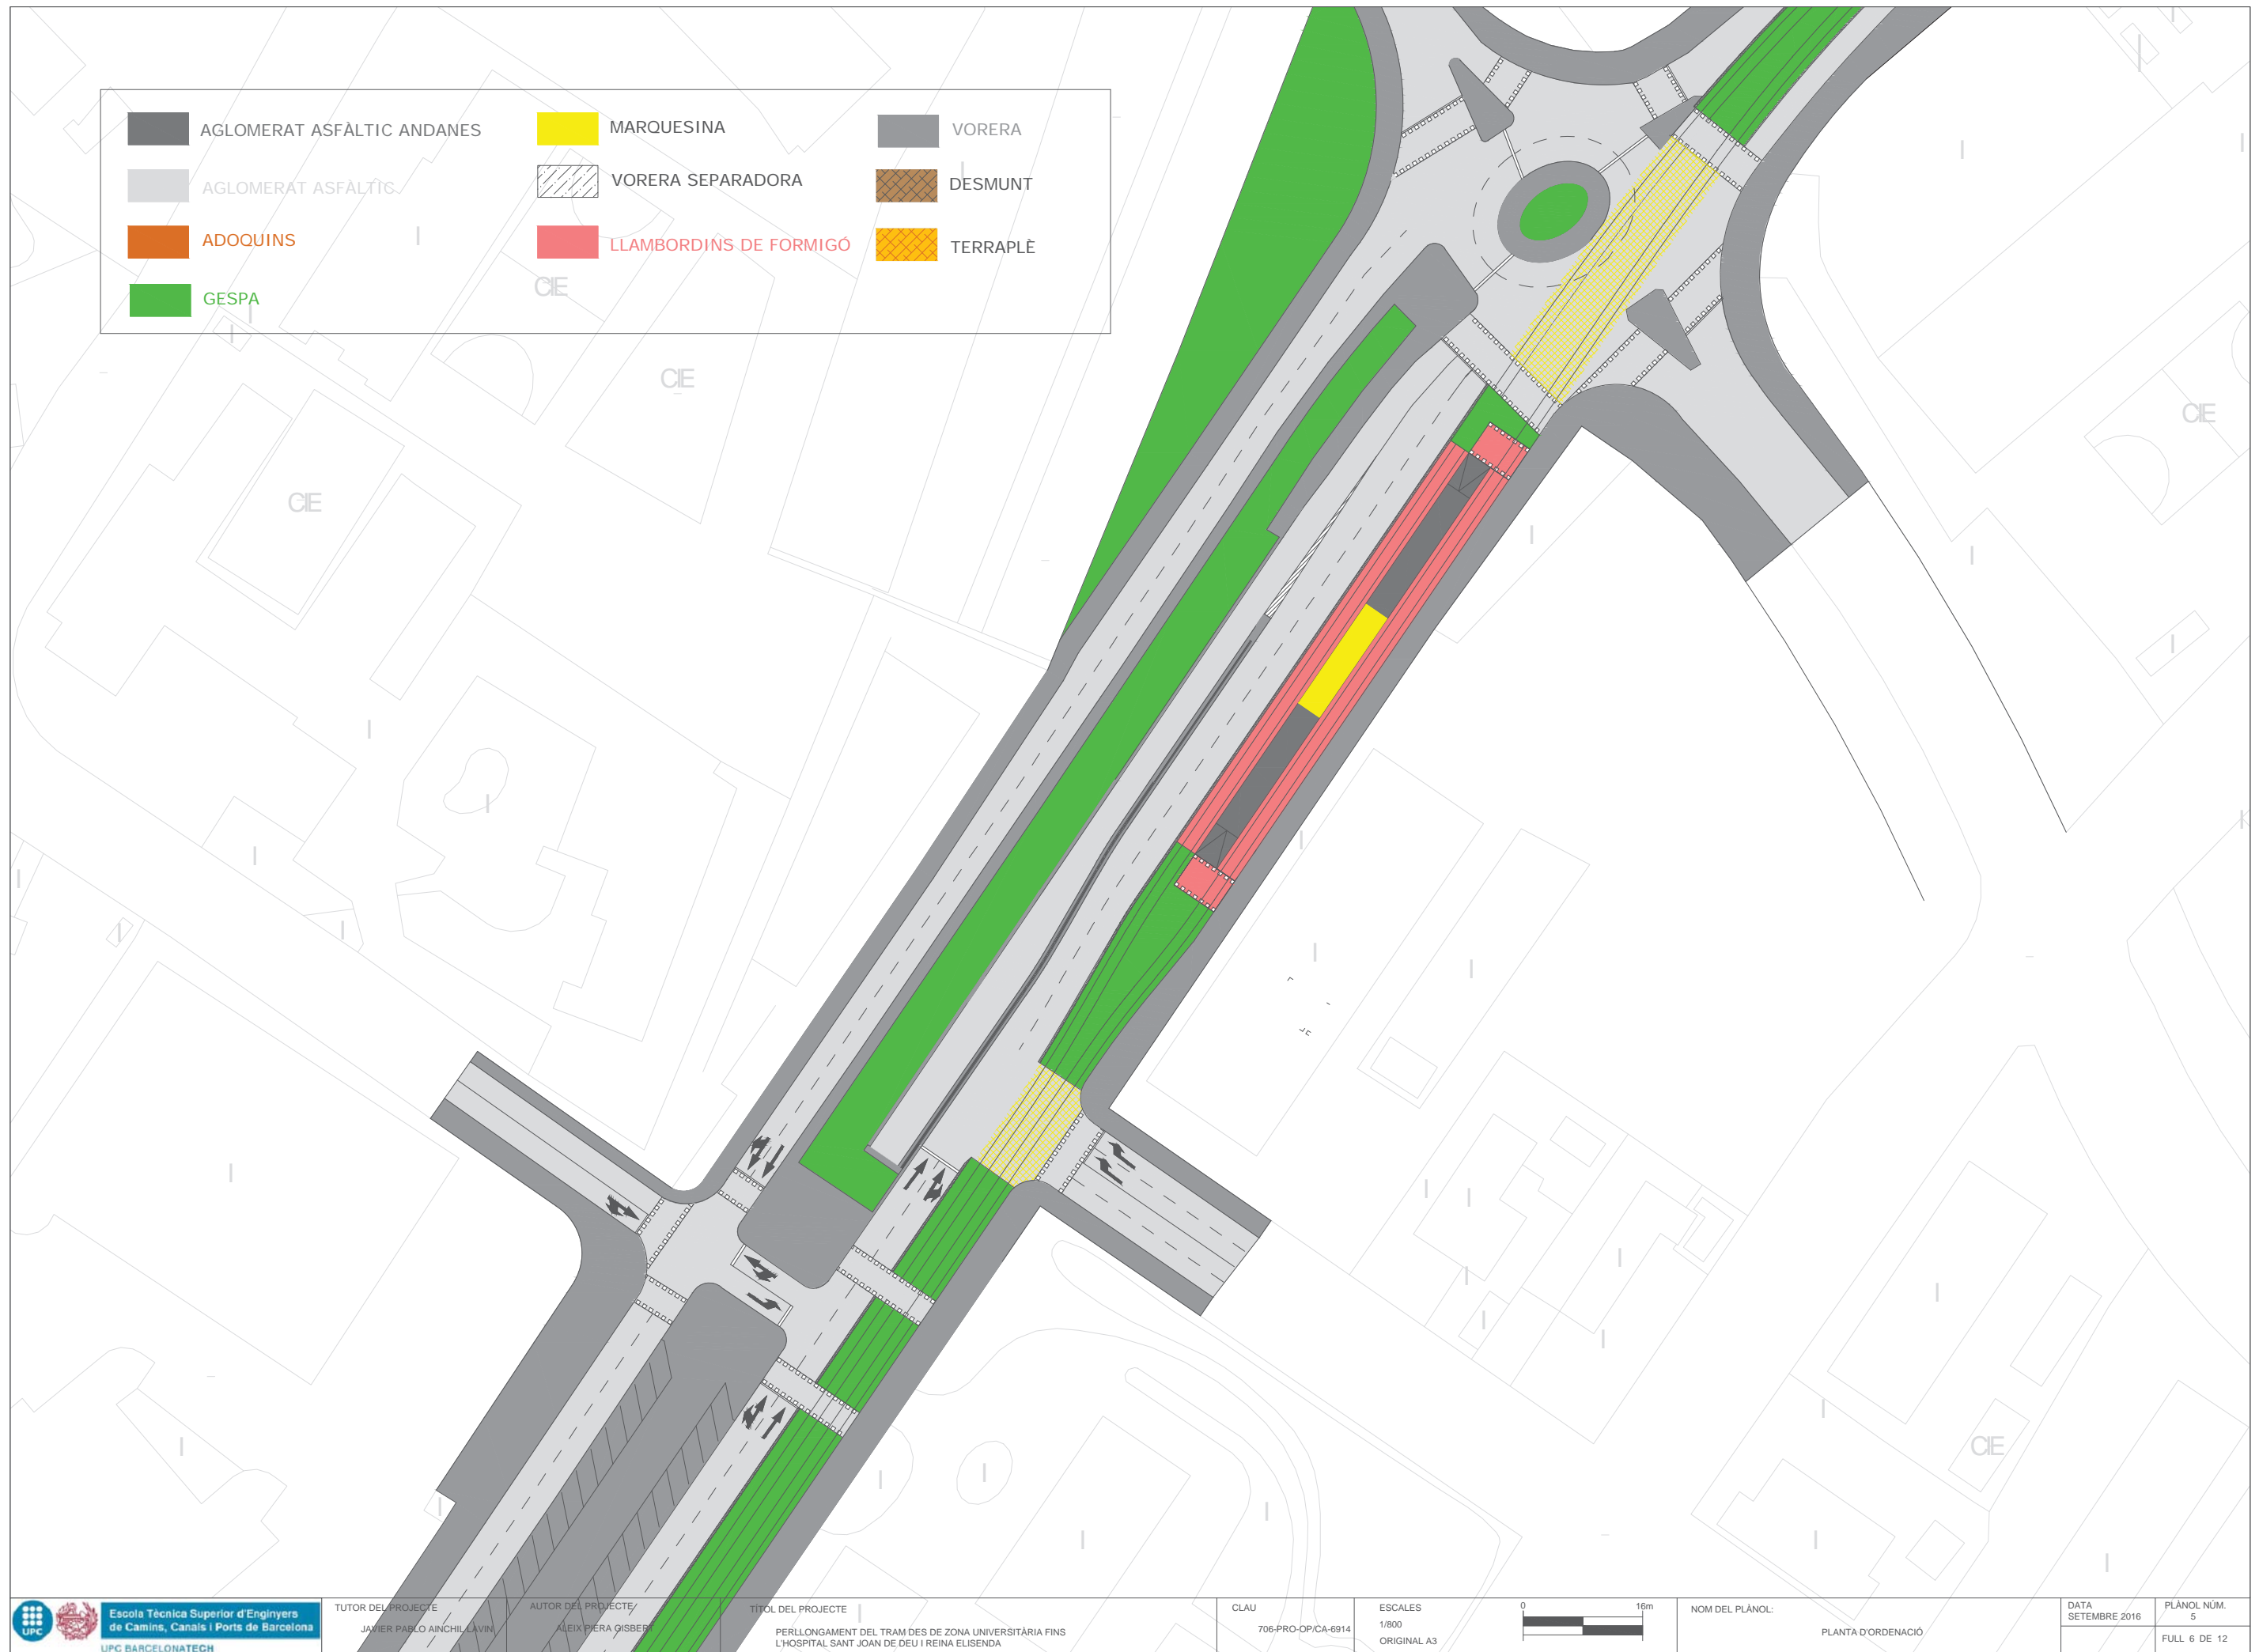 AGLOMERAT ASFÀLTIC ANDANES
MARQUESINA
VORERA
AGLOMERAT ASFÀLTIC
VORERA SEPARADORA
DESMUNT
ADOQUINS
LLAMBORDINS DE FORMIGÓ
TERRAPLÈ
GESPA
CIE
CIE
CIE
CIE
CIE
UPC
Escola Tècnica Superior d'Enginyers
de Camins, Canals i Ports de Barcelona
UPC BARCELONATECH
TUTOR DEL PROJECTE
JAVIER PABLO AINCHIL LAVIN
AUTOR DEL PROJECTE
ALEIX PIERA GISBERT
TÍTOL DEL PROJECTE
PERLLONGAMENT DEL TRAM DES DE ZONA UNIVERSITÀRIA FINS
L'HOSPITAL SANT JOAN DE DEU I REINA ELISENDA
CLAU
706-PRO-OP/CA-6914
ESCALES
1/800
ORIGINAL A3
0 16m
NOM DEL PLÀNOL:
PLANTA D'ORDENACIÓ
DATA
SETEMBRE 2016
PLÀNOL NÚM.
5
FULL 6 DE 12